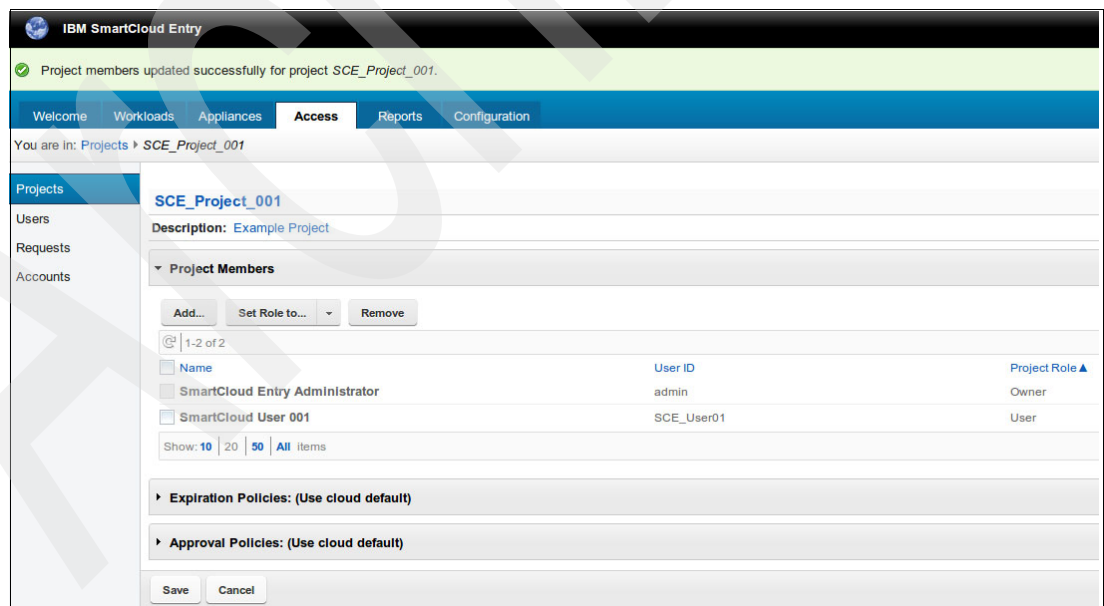 IBM SmartCloud Entry
Project members updated successfully for project SCE_Project_001.
Welcome Workloads Appliances Access Reports Configuration
You are in: Projects ▸ SCE_Project_001
Projects
Users
Requests
Accounts
SCE_Project_001
Description: Example Project
Project Members
Add... Set Role to... Remove
1-2 of 2
Name User ID Project Role▲
SmartCloud Entry Administrator admin Owner
SmartCloud User 001 SCE_User01 User
Show: 10 | 20 | 50 | All items
Expiration Policies: (Use cloud default)
Approval Policies: (Use cloud default)
Save Cancel